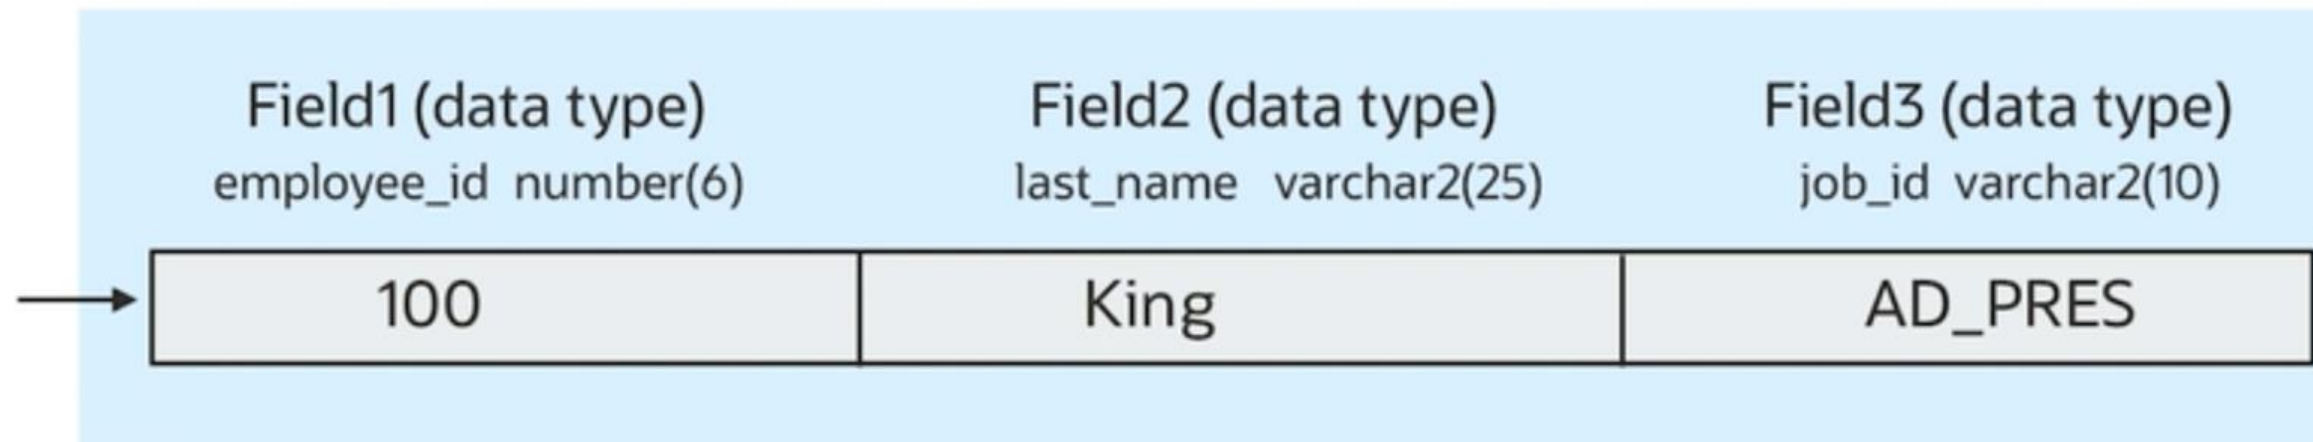 Field1 (data type) Field2 (data type) Field3 (data type)
employee_id number(6) last_name varchar2(25) job_id varchar2(10)
100 King AD_PRES